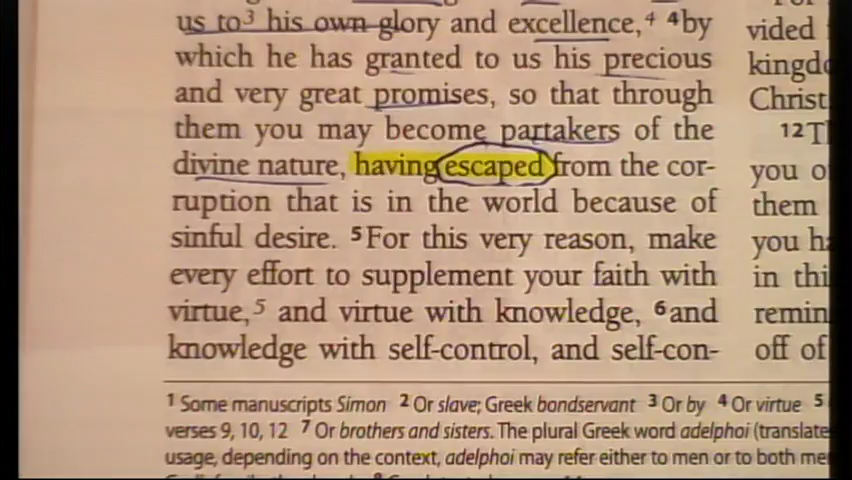 us to³ his own glory and excellence,⁴ ⁴by
which he has granted to us his precious
and very great promises, so that through
them you may become partakers of the
divine nature, having escaped from the cor-
ruption that is in the world because of
sinful desire. ⁵For this very reason, make
every effort to supplement your faith with
virtue,⁵ and virtue with knowledge, ⁶and
knowledge with self-control, and self-con-
vided
kingdo
Christ.
¹²Th
you o
them
you ha
in thi
remin
off of
¹ Some manuscripts Simon ² Or slave; Greek bondservant ³ Or by ⁴ Or virtue ⁵
verses 9, 10, 12 ⁷ Or brothers and sisters. The plural Greek word adelphoi (translate
usage, depending on the context, adelphoi may refer either to men or to both me